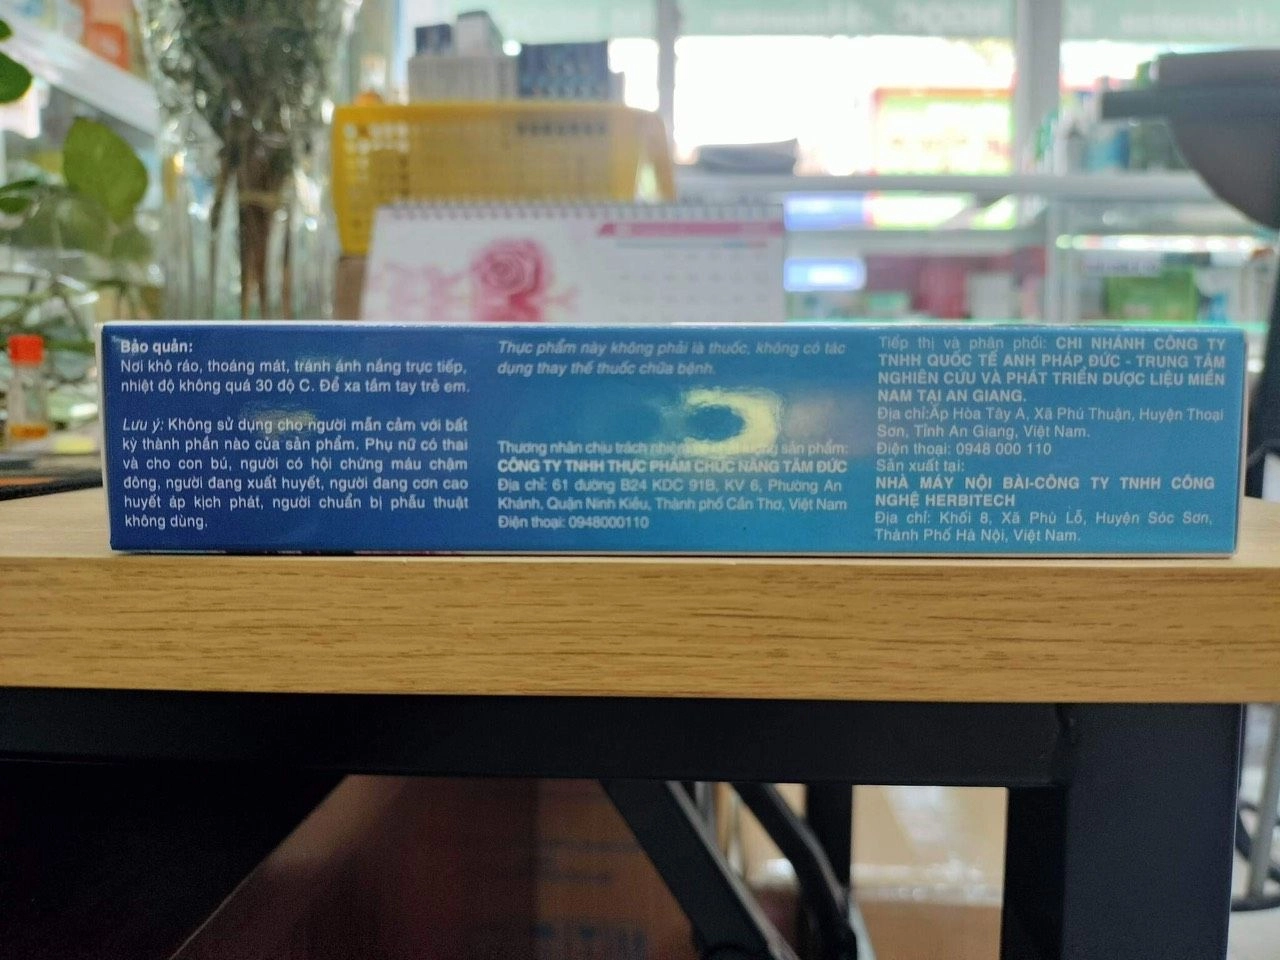 Bảo quản:
Nơi khô ráo, thoáng mát, tránh ánh nắng trực tiếp,
nhiệt độ không quá 30 độ C. Để xa tầm tay trẻ em.
Lưu ý: Không sử dụng cho người mẫn cảm với bất
kỳ thành phần nào của sản phẩm. Phụ nữ có thai
và cho con bú, người có hội chứng máu chậm
đông, người đang xuất huyết, người đang cơn cao
huyết áp kịch phát, người chuẩn bị phẫu thuật
không dùng.
Thực phẩm này không phải là thuốc, không có tác
dụng thay thế thuốc chữa bệnh.
Thương nhân chịu trách nhiệm lượng sản phẩm:
CÔNG TY TNHH THỰC PHẨM CHỨC NĂNG TÂM ĐỨC
Địa chỉ: 61 đường B24 KDC 91B, KV 6, Phường An
Khánh, Quận Ninh Kiều, Thành phố Cần Thơ, Việt Nam
Điện thoại: 0948000110
Tiếp thị và phân phối: CHI NHÁNH CÔNG TY
TNHH QUỐC TẾ ANH PHÁP ĐỨC - TRUNG TÂM
NGHIÊN CỨU VÀ PHÁT TRIỂN DƯỢC LIỆU MIỀN
NAM TẠI AN GIANG.
Địa chỉ:Ấp Hòa Tây A, Xã Phú Thuận, Huyện Thoại
Sơn, Tỉnh An Giang, Việt Nam.
Điện thoại: 0948 000 110
Sản xuất tại:
NHÀ MÁY NỘI BÀI-CÔNG TY TNHH CÔNG
NGHỆ HERBITECH
Địa chỉ: Khối 8, Xã Phù Lỗ, Huyện Sóc Sơn,
Thành Phố Hà Nội, Việt Nam.